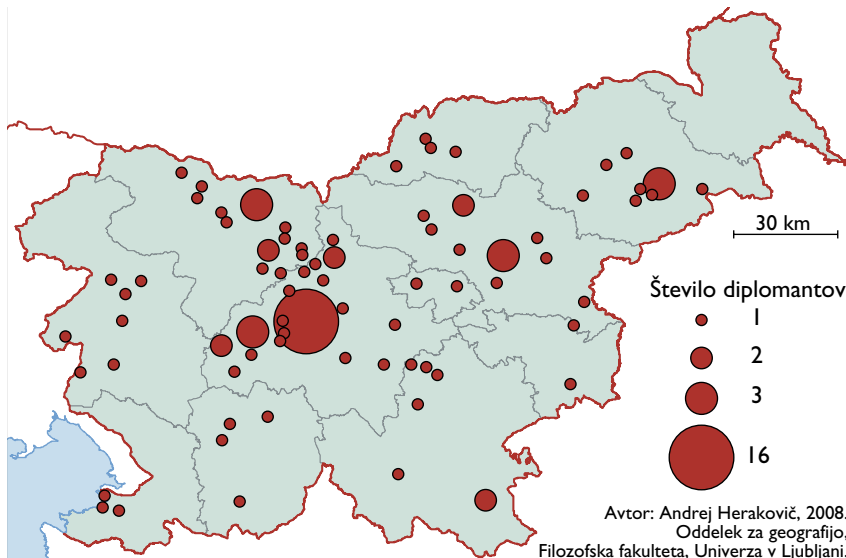 30 km
Število diplomantov
1
2
3
16
Avtor: Andrej Herakovič, 2008.
Oddelek za geografijo,
Filozofska fakulteta, Univerza v Ljubljani.